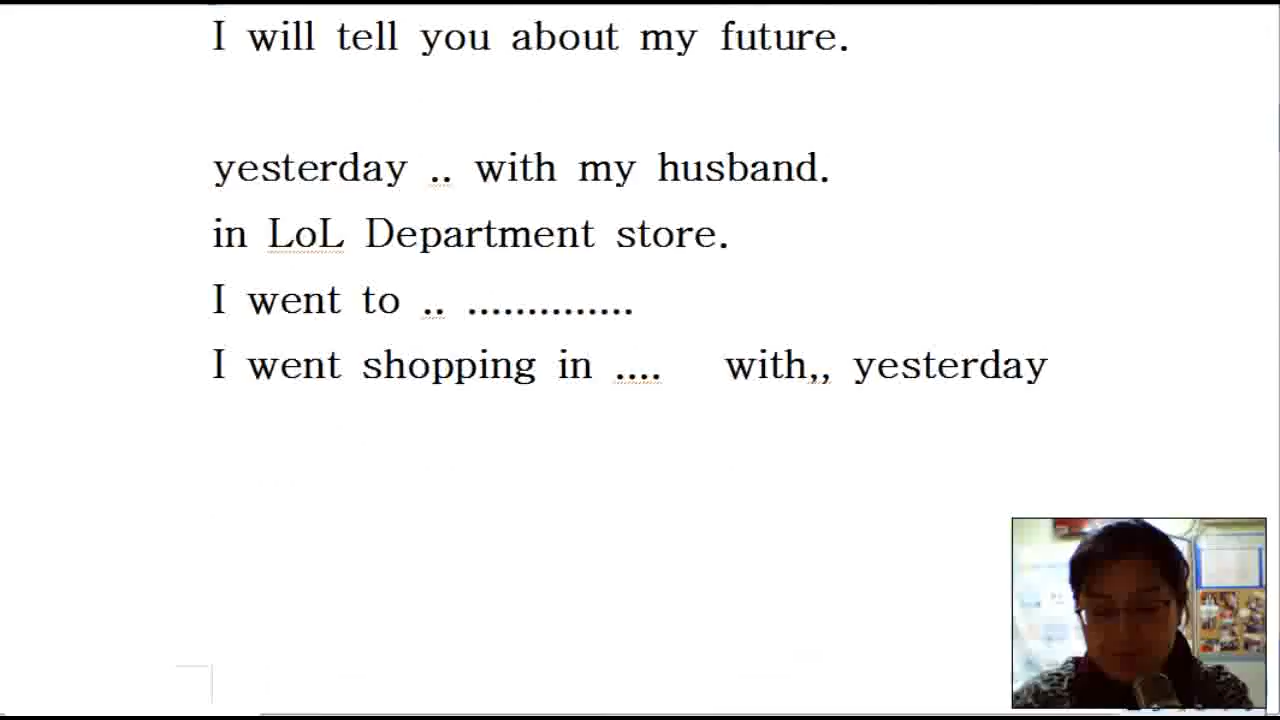 I will tell you about my future.
yesterday .. with my husband.
in LoL Department store.
I went to .. ..............
I went shopping in .... with,, yesterday